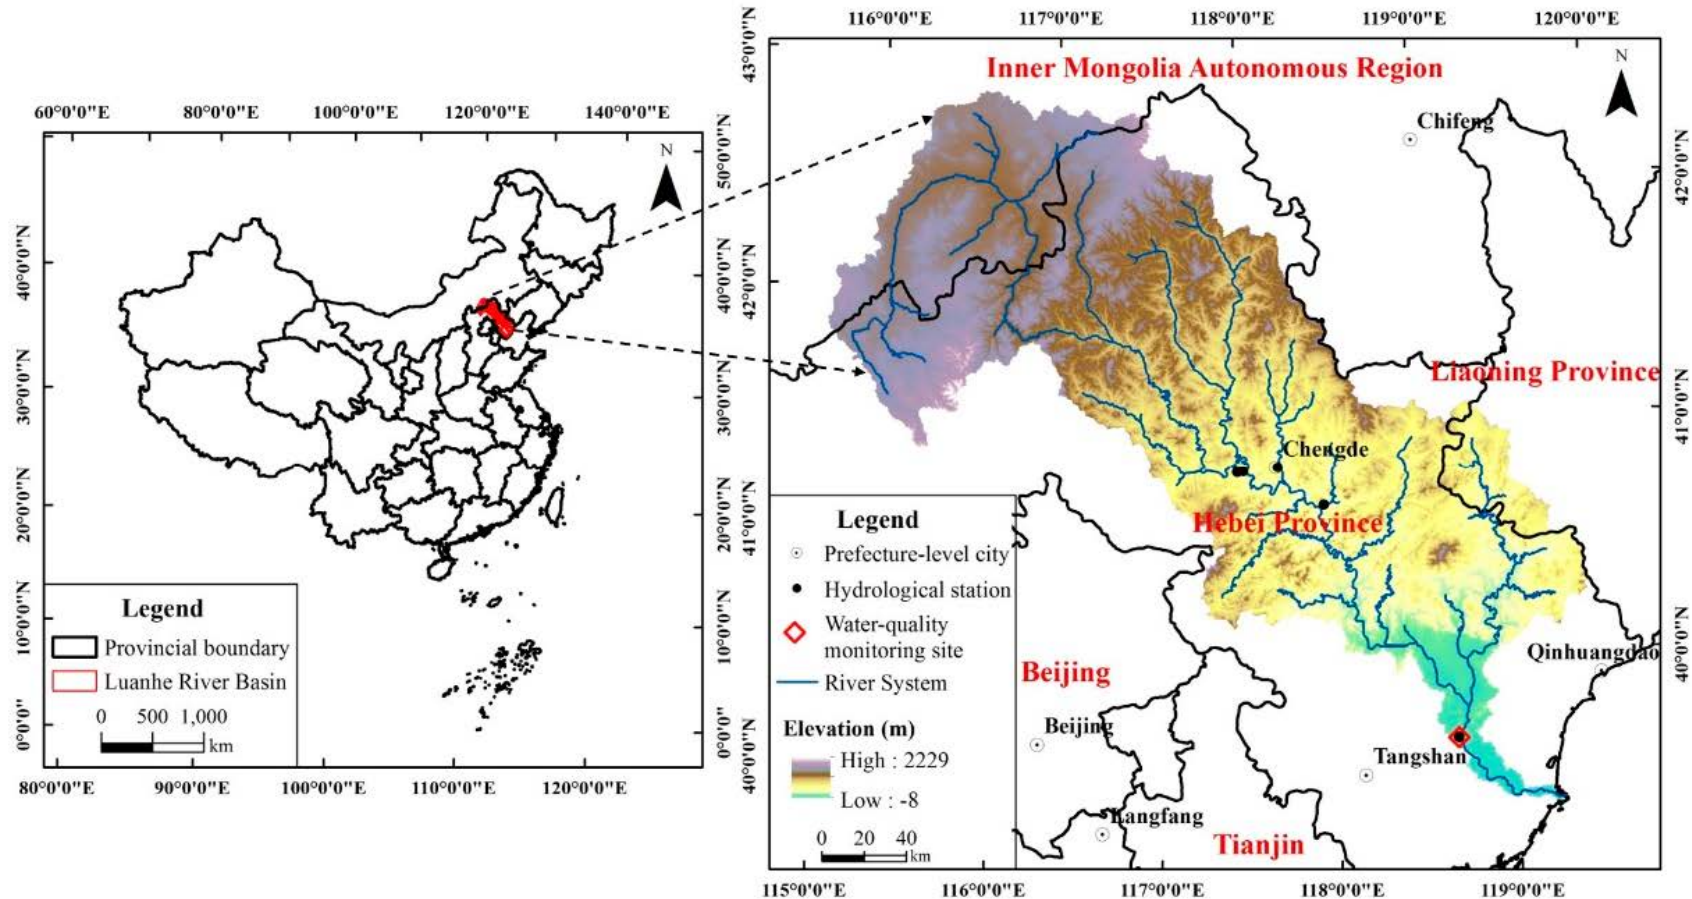 60°0'0"E
80°0'0"E
100°0'0"E
120°0'0"E
140°0'0"E
N
50°0'0"N
40°0'0"N
30°0'0"N
20°0'0"N
10°0'0"N
0°0'0"
40°0'0"N
30°0'0"N
20°0'0"N
10°0'0"N
0°0'0"N
Legend
Provincial boundary
Luanhe River Basin
0 500 1,000
km
80°0'0"E
90°0'0"E
100°0'0"E
110°0'0"E
120°0'0"E
116°0'0"E
117°0'0"E
118°0'0"E
119°0'0"E
120°0'0"E
43°0'0"N
42°0'0"N
41°0'0"N
40°0'0"N
N
42°0'0"N
41°0'0"N
40°0'0"N
Inner Mongolia Autonomous Region
Chifeng
Liaoning Province
Chengde
Hebei Province
Qinhuangdao
Beijing
Beijing
Tangshan
Langfang
Tianjin
Legend
Prefecture-level city
Hydrological station
Water-quality
monitoring site
River System
Elevation (m)
High : 2229
Low : -8
0 20 40
km
115°0'0"E
116°0'0"E
117°0'0"E
118°0'0"E
119°0'0"E